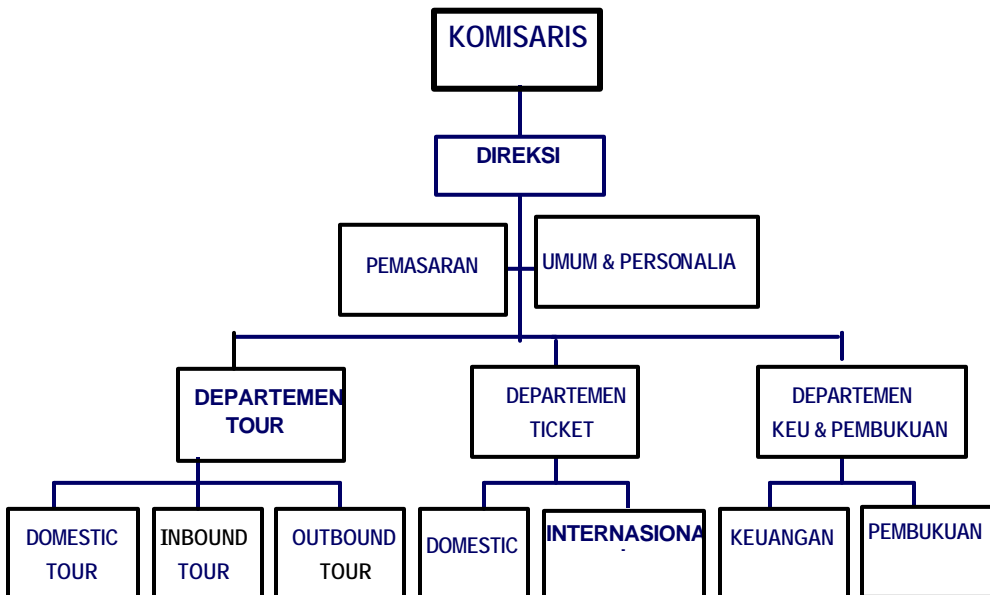 KOMISARIS
DIREKSI
PEMASARAN
UMUM & PERSONALIA
DEPARTEMEN
TOUR
DEPARTEMEN
TICKET
DEPARTEMEN
KEU & PEMBUKUAN
DOMESTIC
TOUR
INBOUND
TOUR
OUTBOUND
TOUR
DOMESTIC
INTERNASIONA
KEUANGAN
PEMBUKUAN